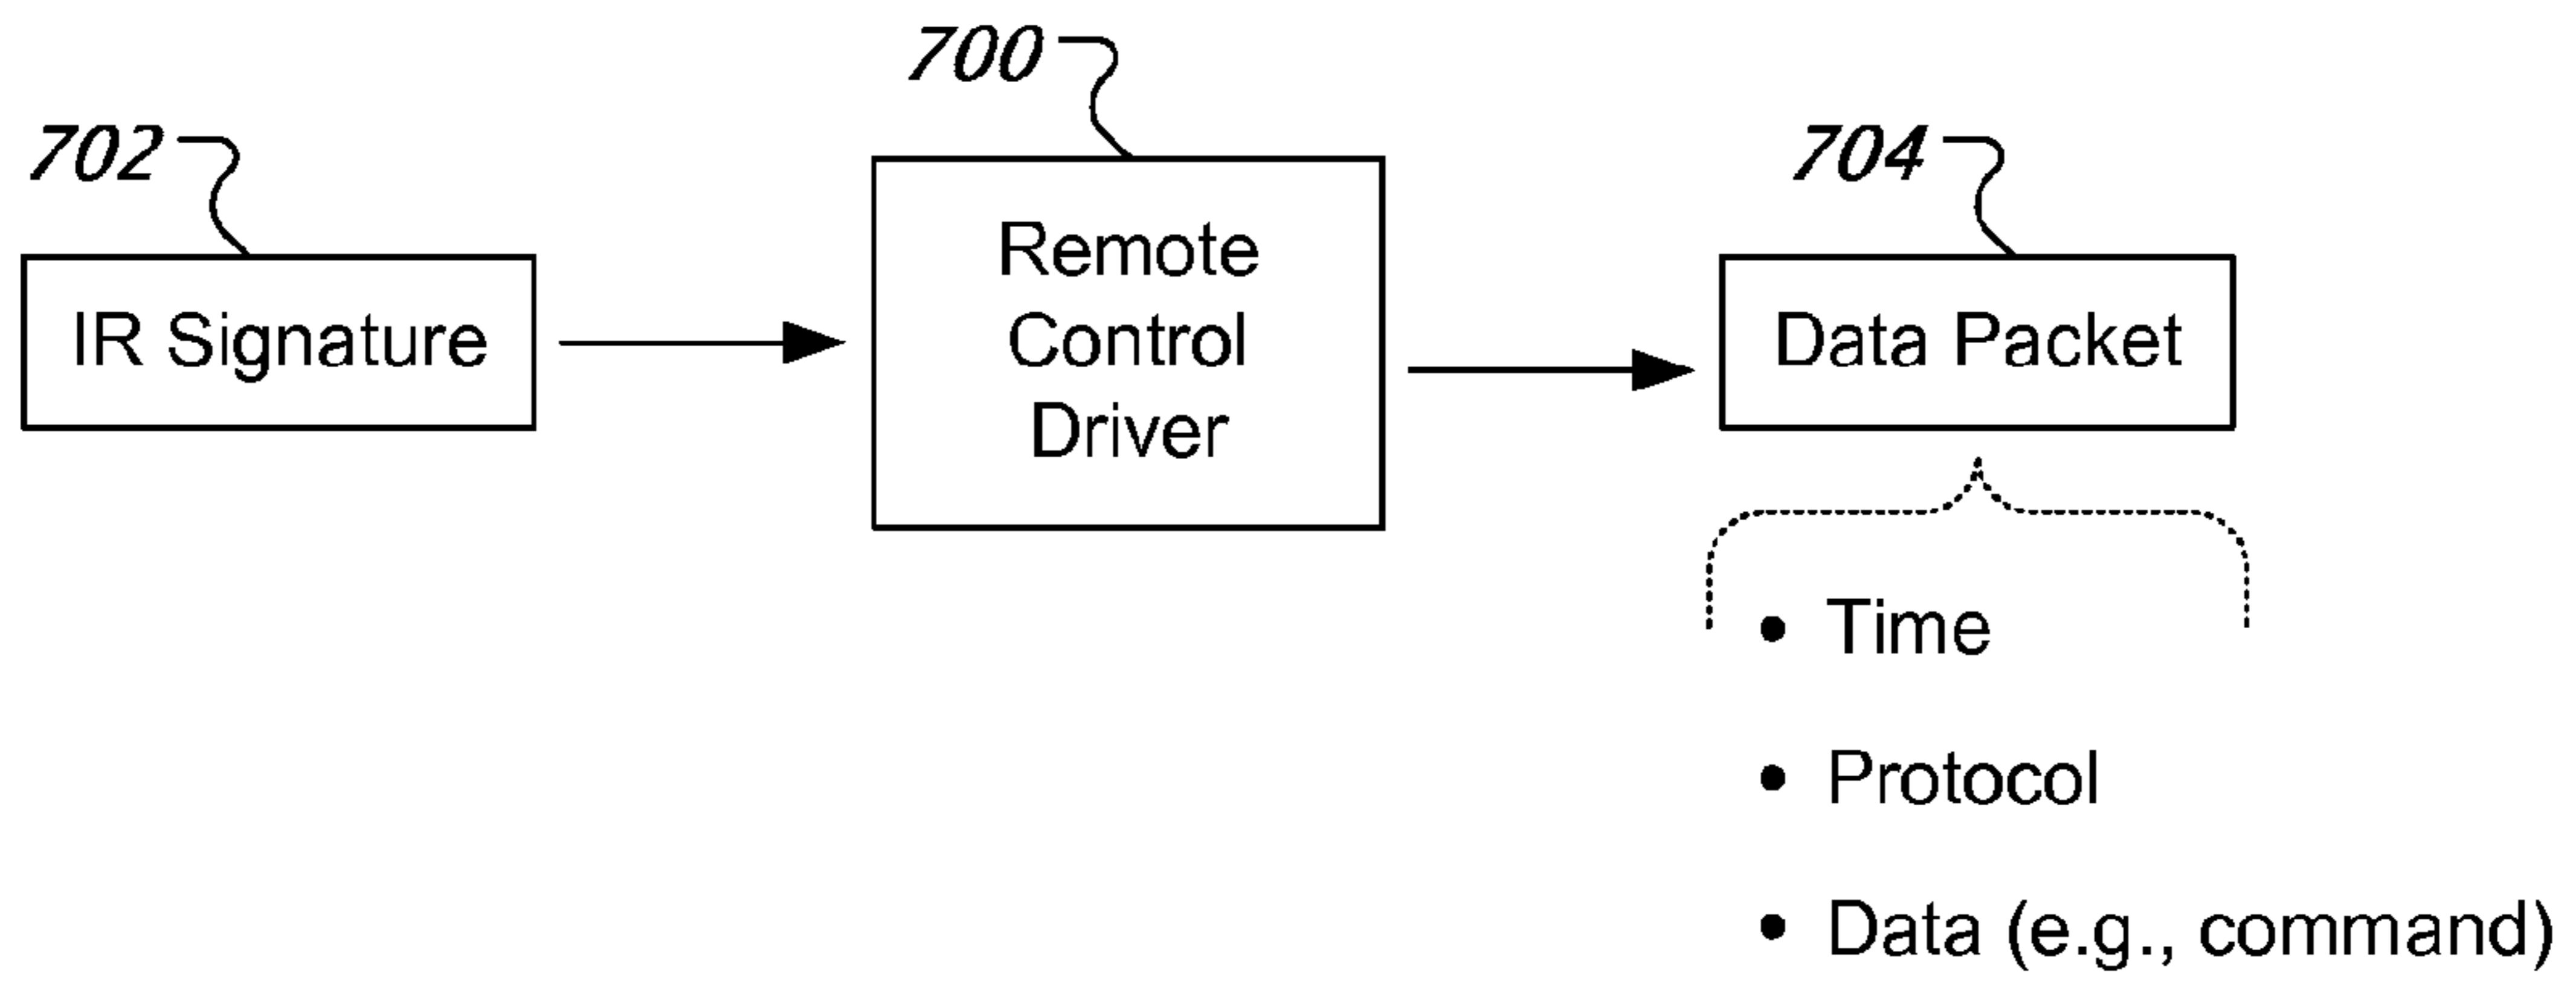 702
IR Signature
700
Remote
Control
Driver
704
Data Packet
• Time
• Protocol
• Data (e.g., command)